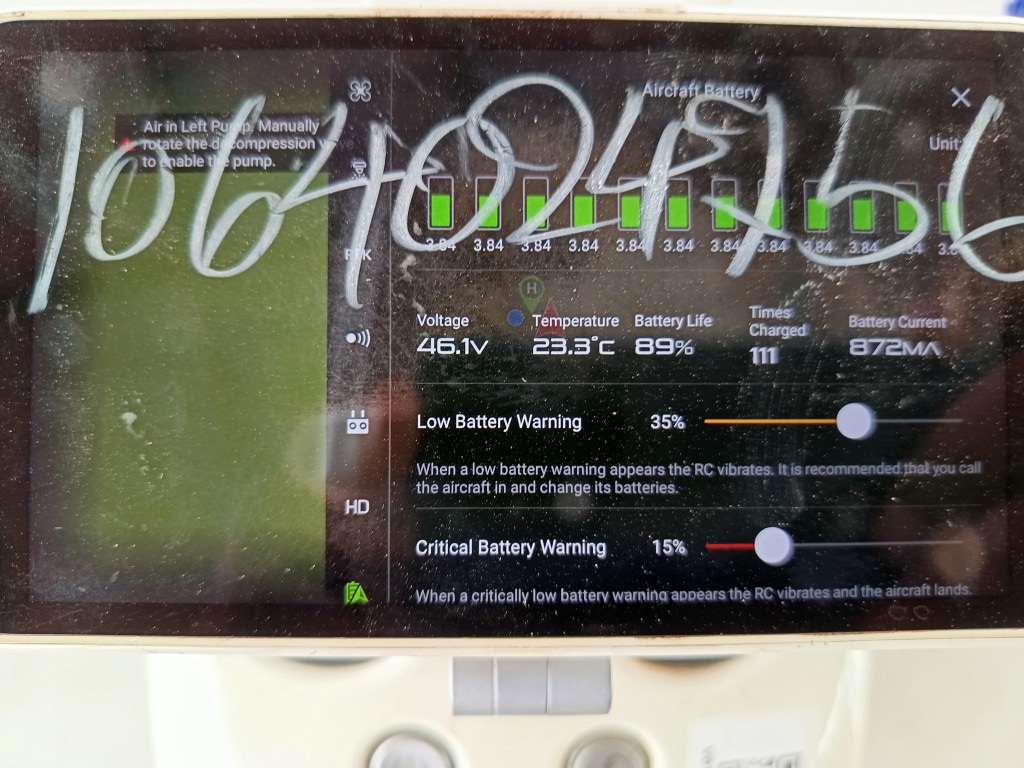 Aircraft Battery
Air in Left Pump. Manually
rotate the decompression
to enable the pump.
Unit:
3.84 3.84 3.84 3.84 3.84 3.84 3.84 3.84 3.84 3.84 3.84
RTK
Voltage Temperature Battery Life Times Charged Battery Current
46.1V 23.3°C 89% 111 872MA
H
Low Battery Warning 35%
When a low battery warning appears the RC vibrates. It is recommended that you call
the aircraft in and change its batteries.
HD
Critical Battery Warning 15%
When a critically low battery warning appears the RC vibrates and the aircraft lands.